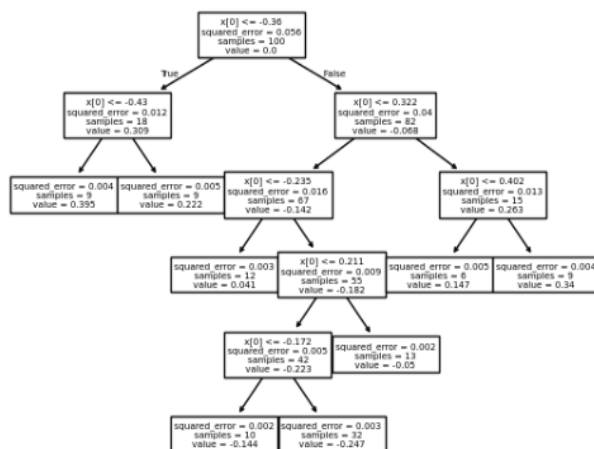 x[0] <= -0.36
squared_error = 0.056
samples = 100
value = 0.0
True
False
x[0] <= -0.43
squared_error = 0.012
samples = 18
value = 0.309
x[0] <= 0.322
squared_error = 0.04
samples = 82
value = -0.068
squared_error = 0.004
samples = 9
value = 0.395
squared_error = 0.005
samples = 9
value = 0.222
x[0] <= -0.235
squared_error = 0.016
samples = 67
value = -0.142
x[0] <= 0.402
squared_error = 0.013
samples = 15
value = 0.263
squared_error = 0.003
samples = 12
value = 0.041
x[0] <= 0.211
squared_error = 0.009
samples = 55
value = -0.182
squared_error = 0.005
samples = 6
value = 0.147
squared_error = 0.004
samples = 9
value = 0.34
x[0] <= -0.172
squared_error = 0.005
samples = 42
value = -0.223
squared_error = 0.002
samples = 13
value = -0.05
squared_error = 0.002
samples = 10
value = -0.144
squared_error = 0.003
samples = 32
value = -0.247